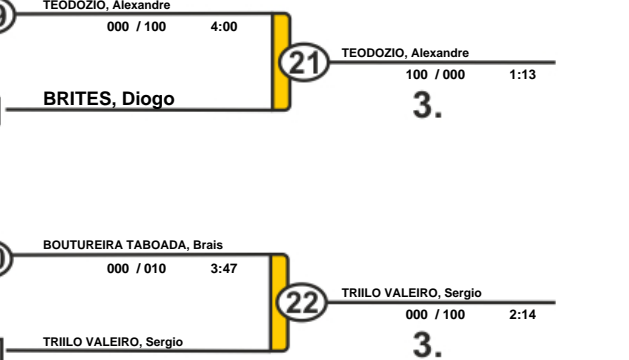 TEODOZIO, Alexandre
000 / 100 4:00
21
TEODOZIO, Alexandre
100 / 000 1:13
BRITES, Diogo
3.
BOUTUREIRA TABOADA, Brais
000 / 010 3:47
22
TRIILO VALEIRO, Sergio
000 / 100 2:14
TRIILO VALEIRO, Sergio
3.